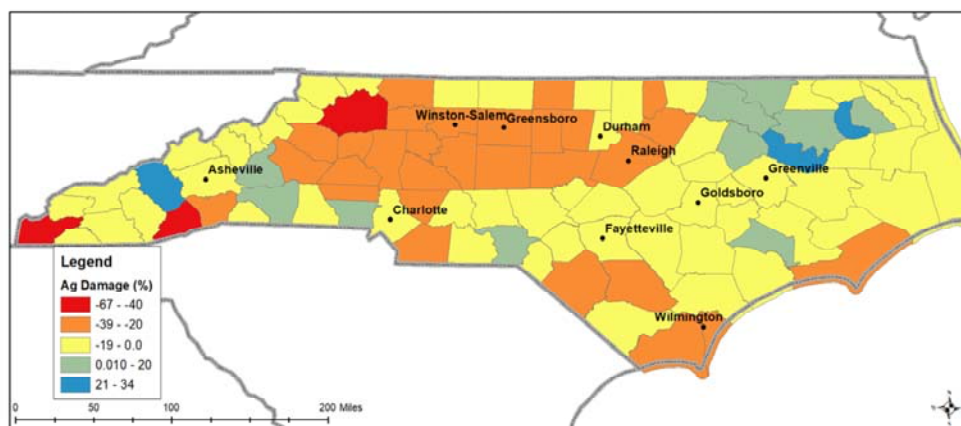 Winston-Salem
Greensboro
Durham
Raleigh
Asheville
Greenville
Goldsboro
Charlotte
Fayetteville
Wilmington
Legend
Ag Damage (%)
-67 - -40
-39 - -20
-19 - 0.0
0.010 - 20
21 - 34
0 50 100 200 Miles